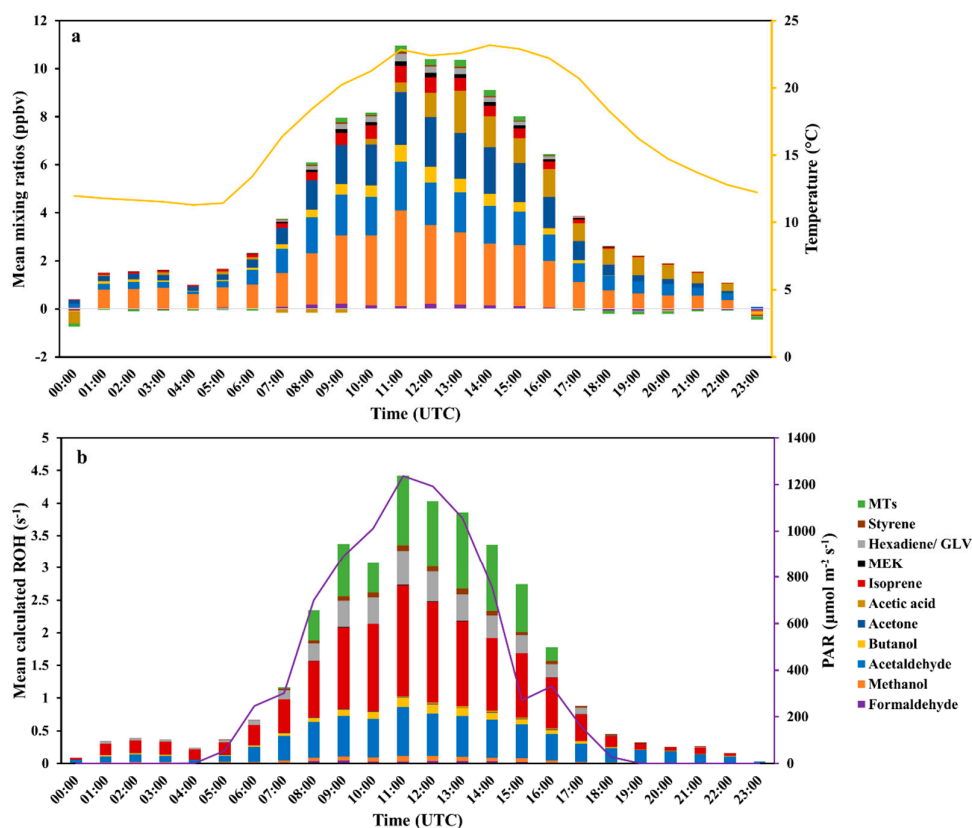 a
Mean mixing ratios (ppbv)
12
10
8
6
4
2
0
-2
25
20
15
10
5
0
Temperature (°C)
00:00 01:00 02:00 03:00 04:00 05:00 06:00 07:00 08:00 09:00 10:00 11:00 12:00 13:00 14:00 15:00 16:00 17:00 18:00 19:00 20:00 21:00 22:00 23:00
Time (UTC)
b
Mean calculated ROH (s-1)
5
4.5
4
3.5
3
2.5
2
1.5
1
0.5
0
1400
1200
1000
800
600
400
200
0
PAR (μmol m-2 s-1)
00:00 01:00 02:00 03:00 04:00 05:00 06:00 07:00 08:00 09:00 10:00 11:00 12:00 13:00 14:00 15:00 16:00 17:00 18:00 19:00 20:00 21:00 22:00 23:00
Time (UTC)
MTs
Styrene
Hexadiene/ GLV
MEK
Isoprene
Acetic acid
Acetone
Butanol
Acetaldehyde
Methanol
Formaldehyde